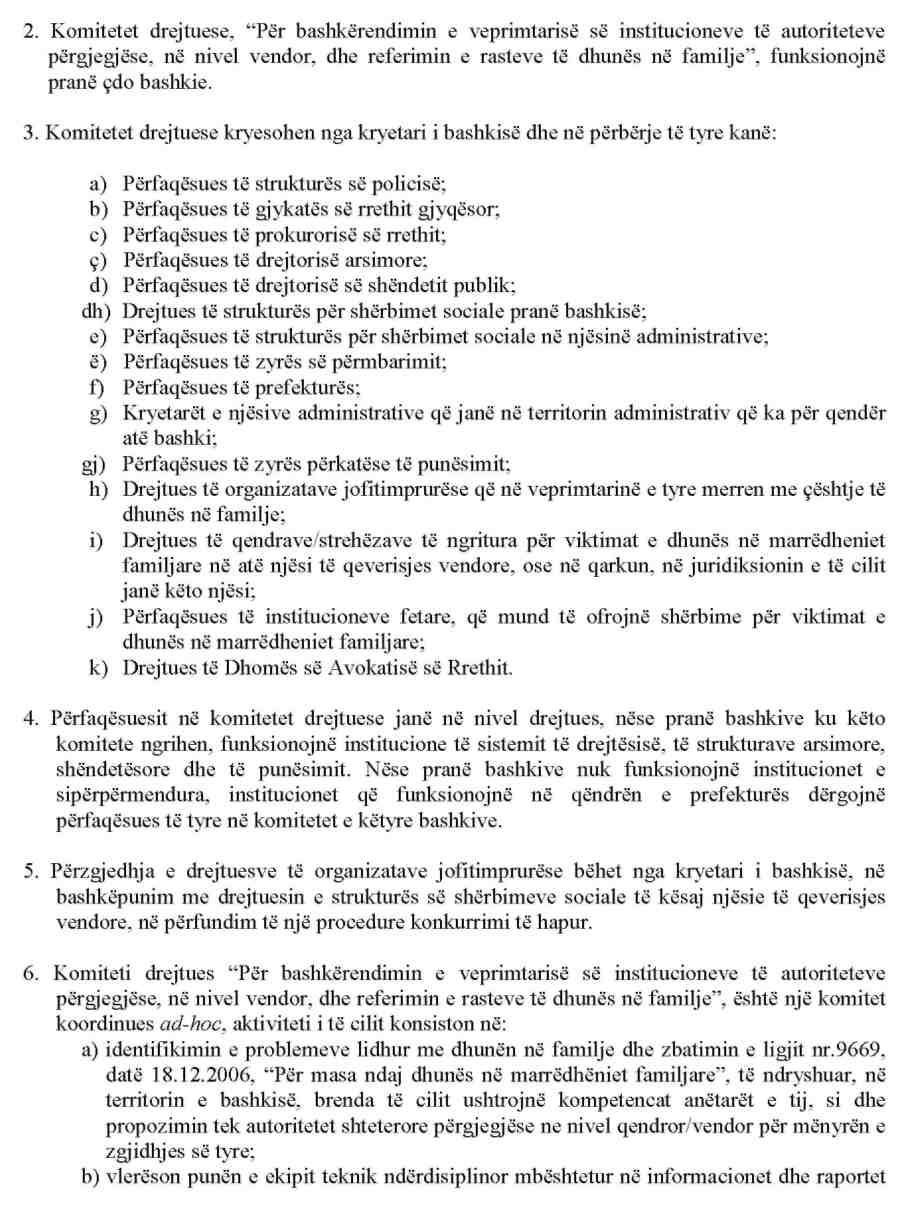 2. Komitetet drejtuese, “Për bashkërendimin e veprimtarisë së institucioneve të autoriteteve
përgjegjëse, në nivel vendor, dhe referimin e rasteve të dhunës në familje”, funksionojnë
pranë çdo bashkie.
3. Komitetet drejtuese kryesohen nga kryetari i bashkisë dhe në përbërje të tyre kanë:
a) Përfaqësues të strukturës së policisë;
b) Përfaqësues të gjykatës së rrethit gjyqësor;
c) Përfaqësues të prokurorisë së rrethit;
ç) Përfaqësues të drejtorisë arsimore;
d) Përfaqësues të drejtorisë së shëndetit publik;
dh) Drejtues të strukturës për shërbimet sociale pranë bashkisë;
e) Përfaqësues të strukturës për shërbimet sociale në njësinë administrative;
ë) Përfaqësues të zyrës së përmbarimit;
f) Përfaqësues të prefekturës;
g) Kryetarët e njësive administrative që janë në territorin administrativ që ka për qendër
atë bashki;
gj) Përfaqësues të zyrës përkatëse të punësimit;
h) Drejtues të organizatave jofitimprurëse që në veprimtarinë e tyre merren me çështje të
dhunës në familje;
i) Drejtues të qendrave/strehëzave të ngritura për viktimat e dhunës në marrëdheniet
familjare në atë njësi të qeverisjes vendore, ose në qarkun, në juridiksionin e të cilit
janë këto njësi;
j) Përfaqësues të institucioneve fetare, që mund të ofrojnë shërbime për viktimat e
dhunës në marrëdheniet familjare;
k) Drejtues të Dhomës së Avokatisë së Rrethit.
4. Përfaqësuesit në komitetet drejtuese janë në nivel drejtues, nëse pranë bashkive ku këto
komitete ngrihen, funksionojnë institucione të sistemit të drejtësisë, të strukturave arsimore,
shëndetësore dhe të punësimit. Nëse pranë bashkive nuk funksionojnë institucionet e
sipërpërmendura, institucionet që funksionojnë në qëndrën e prefekturës dërgojnë
përfaqësues të tyre në komitetet e këtyre bashkive.
5. Përzgjedhja e drejtuesve të organizatave jofitimprurëse bëhet nga kryetari i bashkisë, në
bashkëpunim me drejtuesin e strukturës së shërbimeve sociale të kësaj njësie të qeverisjes
vendore, në përfundim të një procedure konkurrimi të hapur.
6. Komiteti drejtues “Për bashkërendimin e veprimtarisë së institucioneve të autoriteteve
përgjegjëse, në nivel vendor, dhe referimin e rasteve të dhunës në familje”, është një komitet
koordinues ad-hoc, aktiviteti i të cilit konsiston në:
a) identifikimin e problemeve lidhur me dhunën në familje dhe zbatimin e ligjit nr.9669,
datë 18.12.2006, “Për masa ndaj dhunës në marrëdhëniet familjare”, të ndryshuar, në
territorin e bashkisë, brenda të cilit ushtrojnë kompetencat anëtarët e tij, si dhe
propozimin tek autoritetet shteterore përgjegjëse ne nivel qendror/vendor për mënyrën e
zgjidhjes së tyre;
b) vlerëson punën e ekipit teknik ndërdisiplinor mbështetur në informacionet dhe raportet